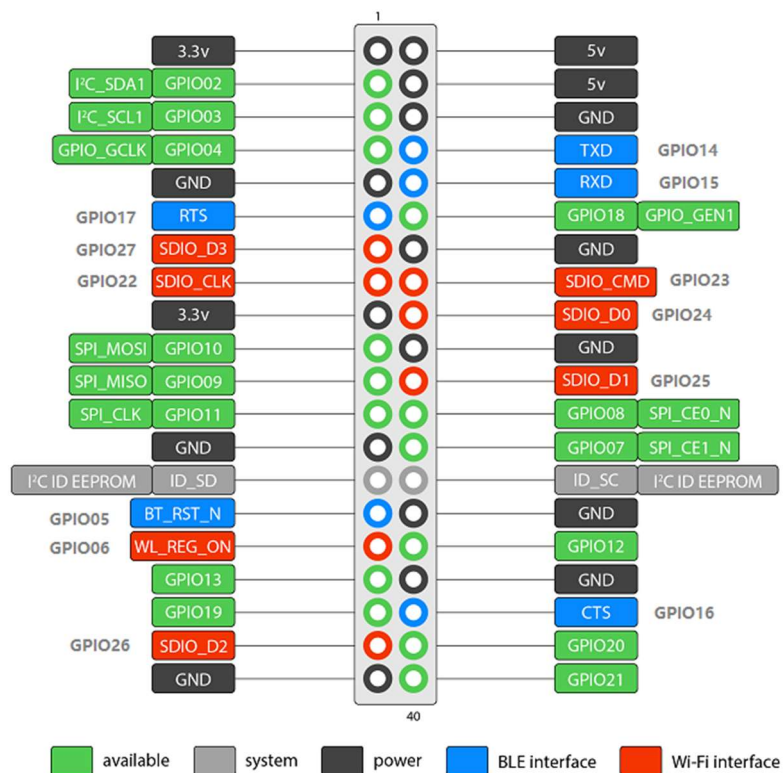 1
3.3v 5v
I²C_SDA1 GPIO02 5v
I²C_SCL1 GPIO03 GND
GPIO_GCLK GPIO04 TXD GPIO14
GND RXD GPIO15
GPIO17 RTS GPIO18 GPIO_GEN1
GPIO27 SDIO_D3 GND
GPIO22 SDIO_CLK SDIO_CMD GPIO23
3.3v SDIO_D0 GPIO24
SPI_MOSI GPIO10 GND
SPI_MISO GPIO09 SDIO_D1 GPIO25
SPI_CLK GPIO11 GPIO08 SPI_CE0_N
GND GPIO07 SPI_CE1_N
I²C ID EEPROM ID_SD ID_SC I²C ID EEPROM
GPIO05 BT_RST_N GND
GPIO06 WL_REG_ON GPIO12
GPIO13 GND
GPIO19 CTS GPIO16
GPIO26 SDIO_D2 GPIO20
GND GPIO21
40
available system power BLE interface Wi-Fi interface